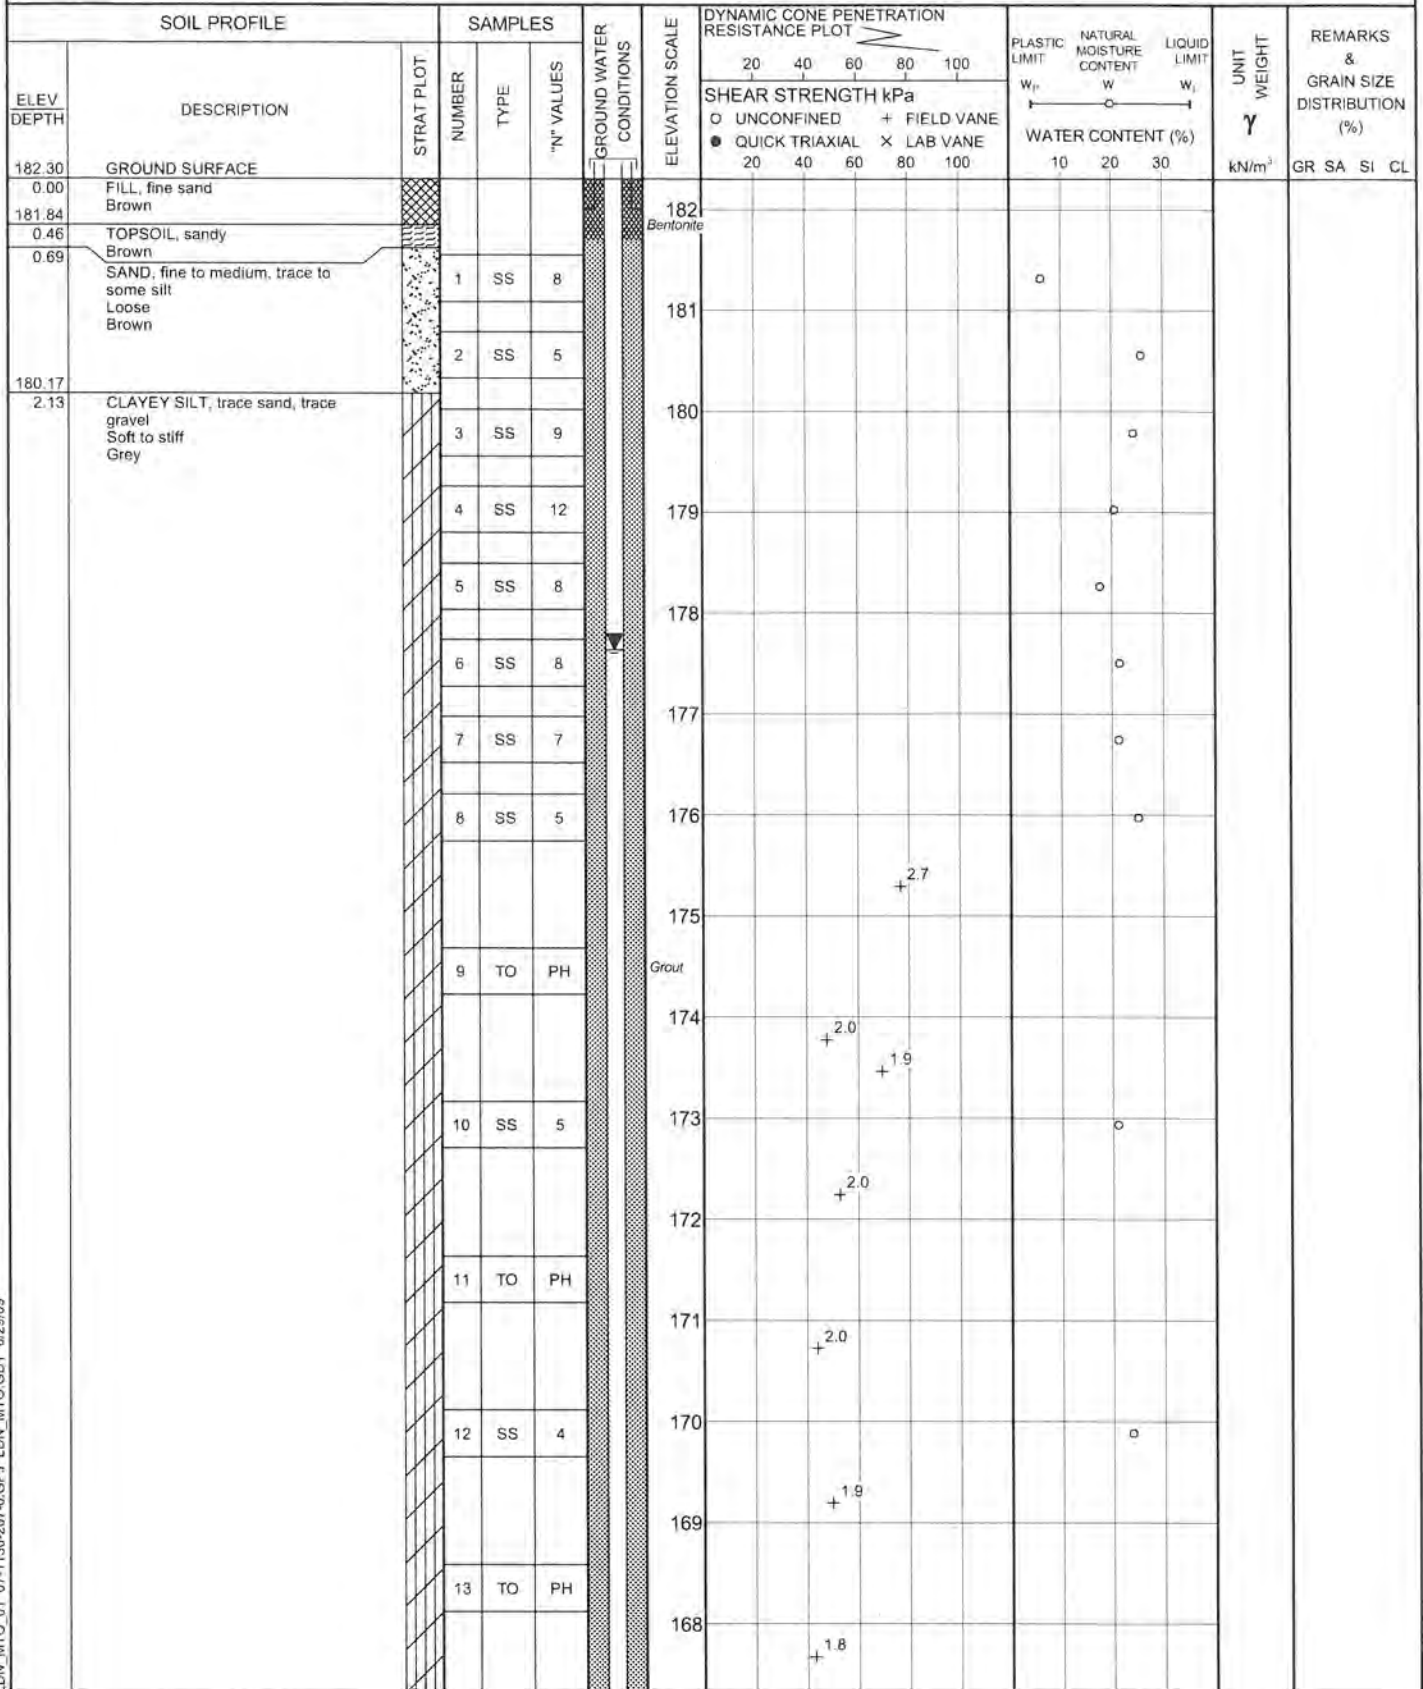 SOIL PROFILE
SAMPLES
GROUND WATER
CONDITIONS
ELEVATION SCALE
DYNAMIC CONE PENETRATION
RESISTANCE PLOT
20 40 60 80 100
SHEAR STRENGTH kPa
O UNCONFINED + FIELD VANE
● QUICK TRIAXIAL × LAB VANE
20 40 60 80 100
PLASTIC
LIMIT
NATURAL
MOISTURE
CONTENT
LIQUID
LIMIT
W
WATER CONTENT (%)
10 20 30
UNIT
WEIGHT
γ
kN/m³
REMARKS
&
GRAIN SIZE
DISTRIBUTION
(%)
GR SA SI CL
ELEV
DEPTH
DESCRIPTION
STRAT PLOT
NUMBER
TYPE
"N" VALUES
182.30 GROUND SURFACE
0.00 FILL, fine sand
Brown
181.84
0.46 TOPSOIL, sandy
0.69 Brown
SAND, fine to medium, trace to
some silt
Loose
Brown
180.17
2.13 CLAYEY SILT, trace sand, trace
gravel
Soft to stiff
Grey
1 SS 8
2 SS 5
3 SS 9
4 SS 12
5 SS 8
6 SS 8
7 SS 7
8 SS 5
9 TO PH
10 SS 5
11 TO PH
12 SS 4
13 TO PH
182
Bentonite
181
180
179
178
177
176
175
Grout
174
173
172
171
170
169
168
2.7
2.0
1.9
2.0
2.0
1.9
1.8